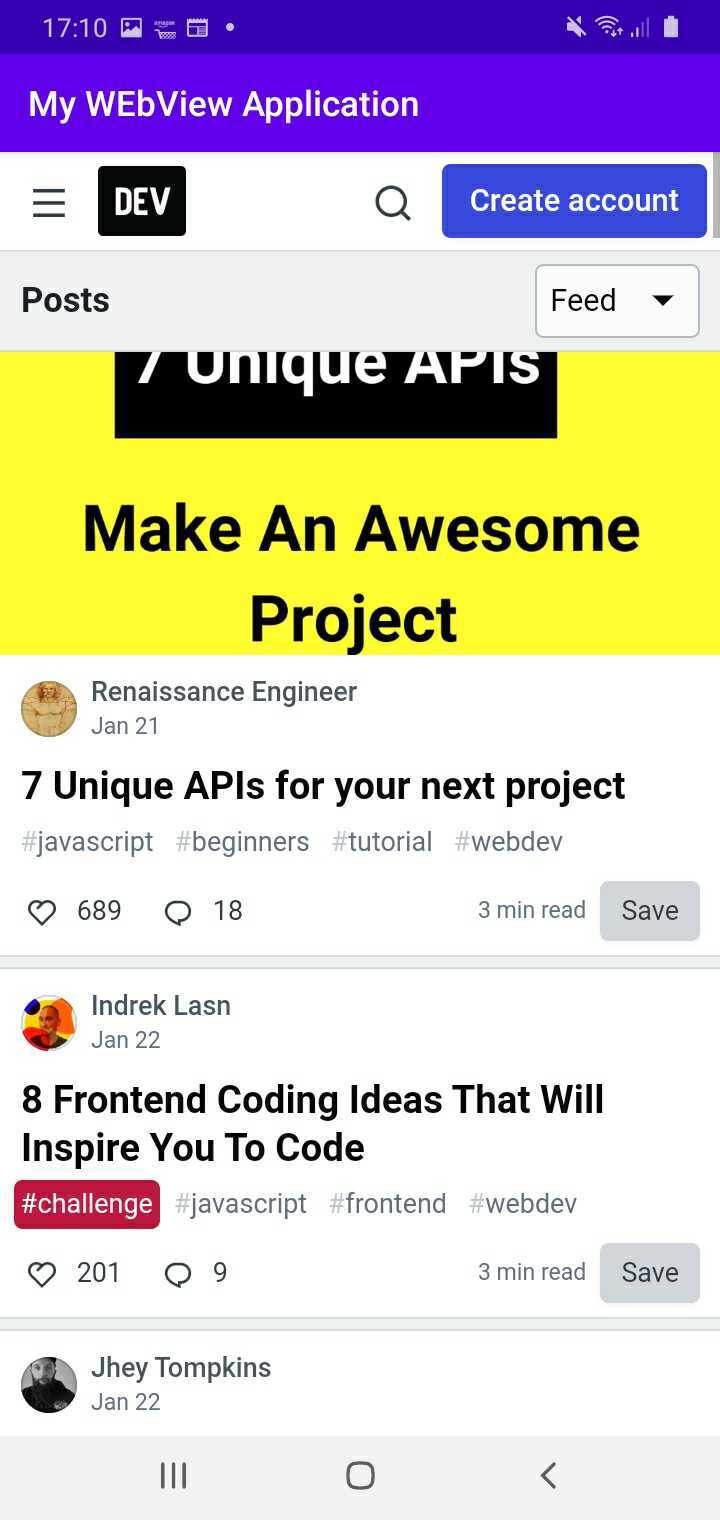 17:10
My WEbView Application
DEV
Create account
Posts
Feed
7 Unique APIs
Make An Awesome
Project
Renaissance Engineer
Jan 21
7 Unique APIs for your next project
#javascript #beginners #tutorial #webdev
689 18 3 min read Save
Indrek Lasn
Jan 22
8 Frontend Coding Ideas That Will
Inspire You To Code
#challenge #javascript #frontend #webdev
201 9 3 min read Save
Jhey Tompkins
Jan 22